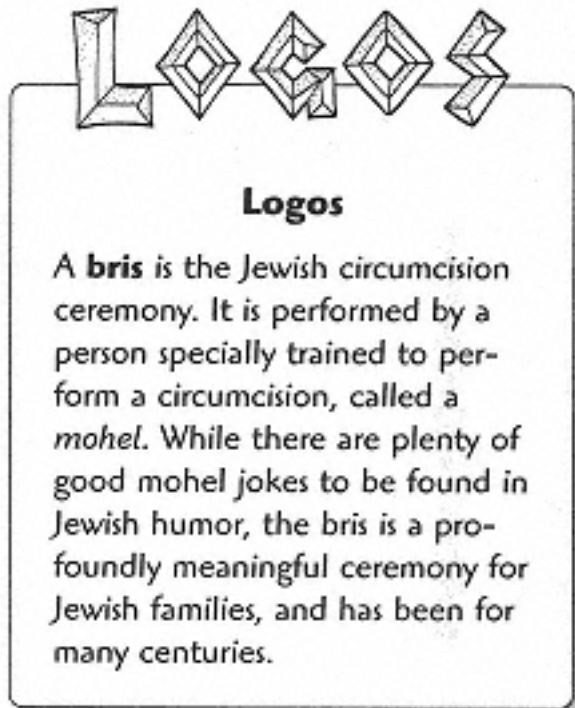 LOGOS
Logos
A bris is the Jewish circumcision
ceremony. It is performed by a
person specially trained to per-
form a circumcision, called a
mohel. While there are plenty of
good mohel jokes to be found in
Jewish humor, the bris is a pro-
foundly meaningful ceremony for
Jewish families, and has been for
many centuries.